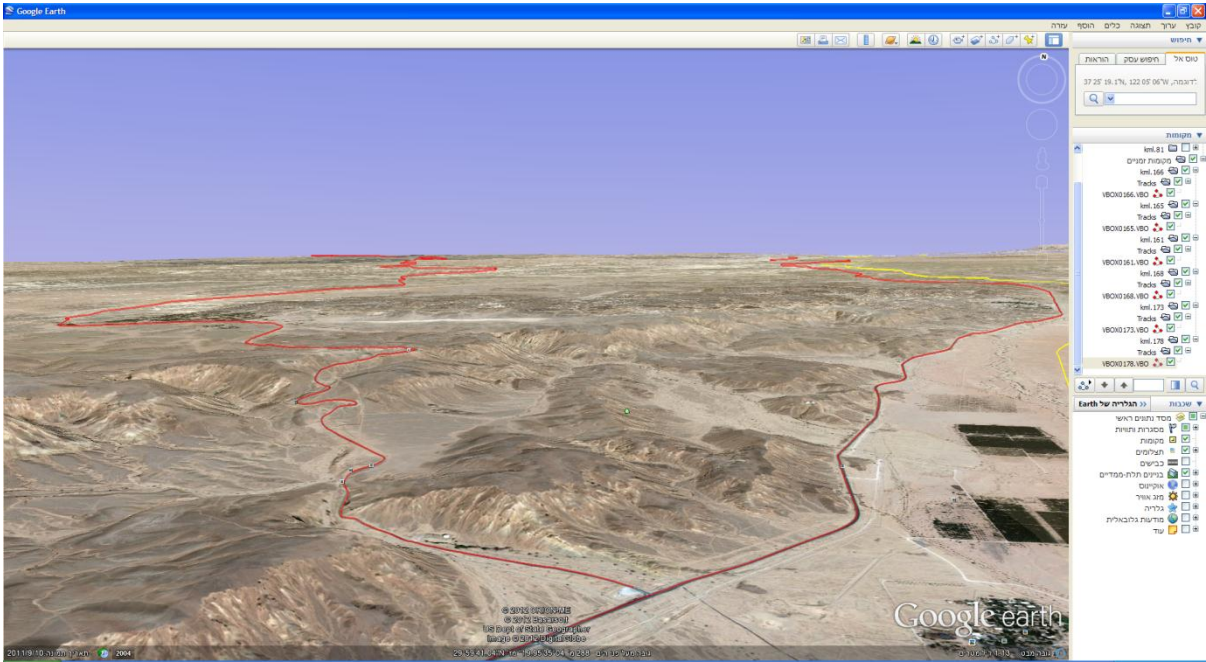 Google Earth
קובץ ערוך תצוגה כלים הוסף עזרה
חיפוש
טוס אל חיפוש עסק הוראות
דוגמה, 37 25' 19.1"N, 122 05' 06"W
מקומות
kml.81
מקומות זמניים
kml.166
Tracks
VBOX0166.VBO
kml.165
Tracks
VBOX0165.VBO
kml.161
Tracks
VBOX0161.VBO
kml.168
Tracks
VBOX0168.VBO
kml.173
Tracks
VBOX0173.VBO
kml.178
Tracks
VBOX0178.VBO
שכבות
הגלריה של Earth >>
מסד נתונים ראשי
מסגרות ותוויות
מקומות
תצלומים
כבישים
בניינים תלת-ממדיים
אוקיינוס
מזג אוויר
גלריה
מודעות גלובאליות
עוד
N
US Dept of State Geographer
Google earth
2011/9/10
2004